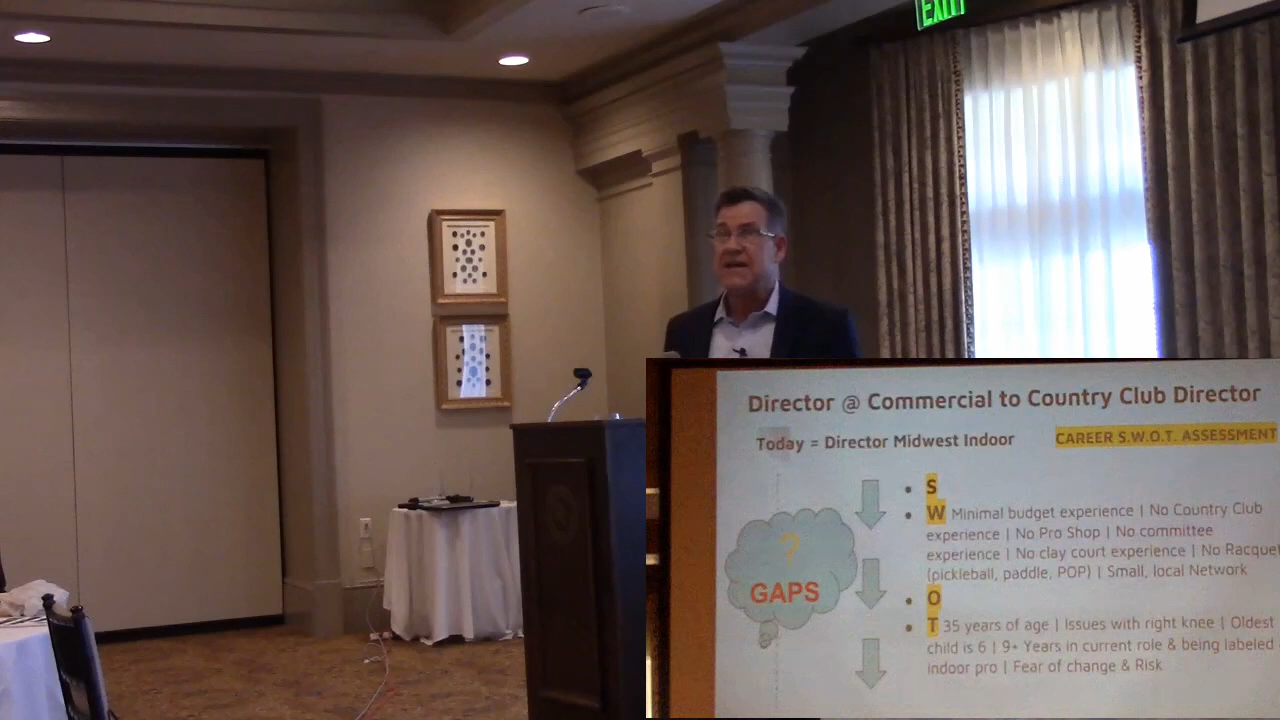 EXIT
Director @ Commercial to Country Club Director
Today = Director Midwest Indoor
CAREER S.W.O.T. ASSESSMENT
? GAPS
• S
• W Minimal budget experience | No Country Club
experience | No Pro Shop | No committee
experience | No clay court experience | No Racque
(pickleball, paddle, POP) | Small, local Network
• O
• T 35 years of age | Issues with right knee | Oldest
child is 6 | 9+ Years in current role & being labeled
indoor pro | Fear of change & Risk